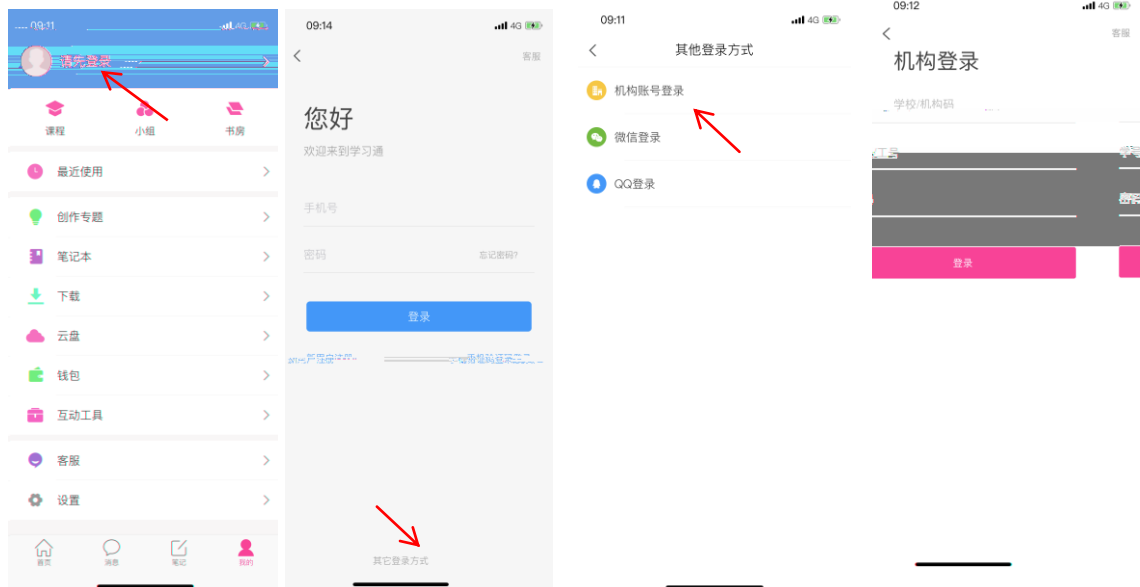 09:11
4G
请先登录
课程
小组
书房
最近使用
创作专题
笔记本
下载
云盘
钱包
互动工具
客服
设置
首页
消息
笔记
我的
09:14
4G
客服
您好
欢迎来到学习通
手机号
密码
忘记密码?
登录
其它登录方式
09:11
4G
其他登录方式
机构账号登录
微信登录
QQ登录
09:12
4G
客服
机构登录
学校/机构码
登录